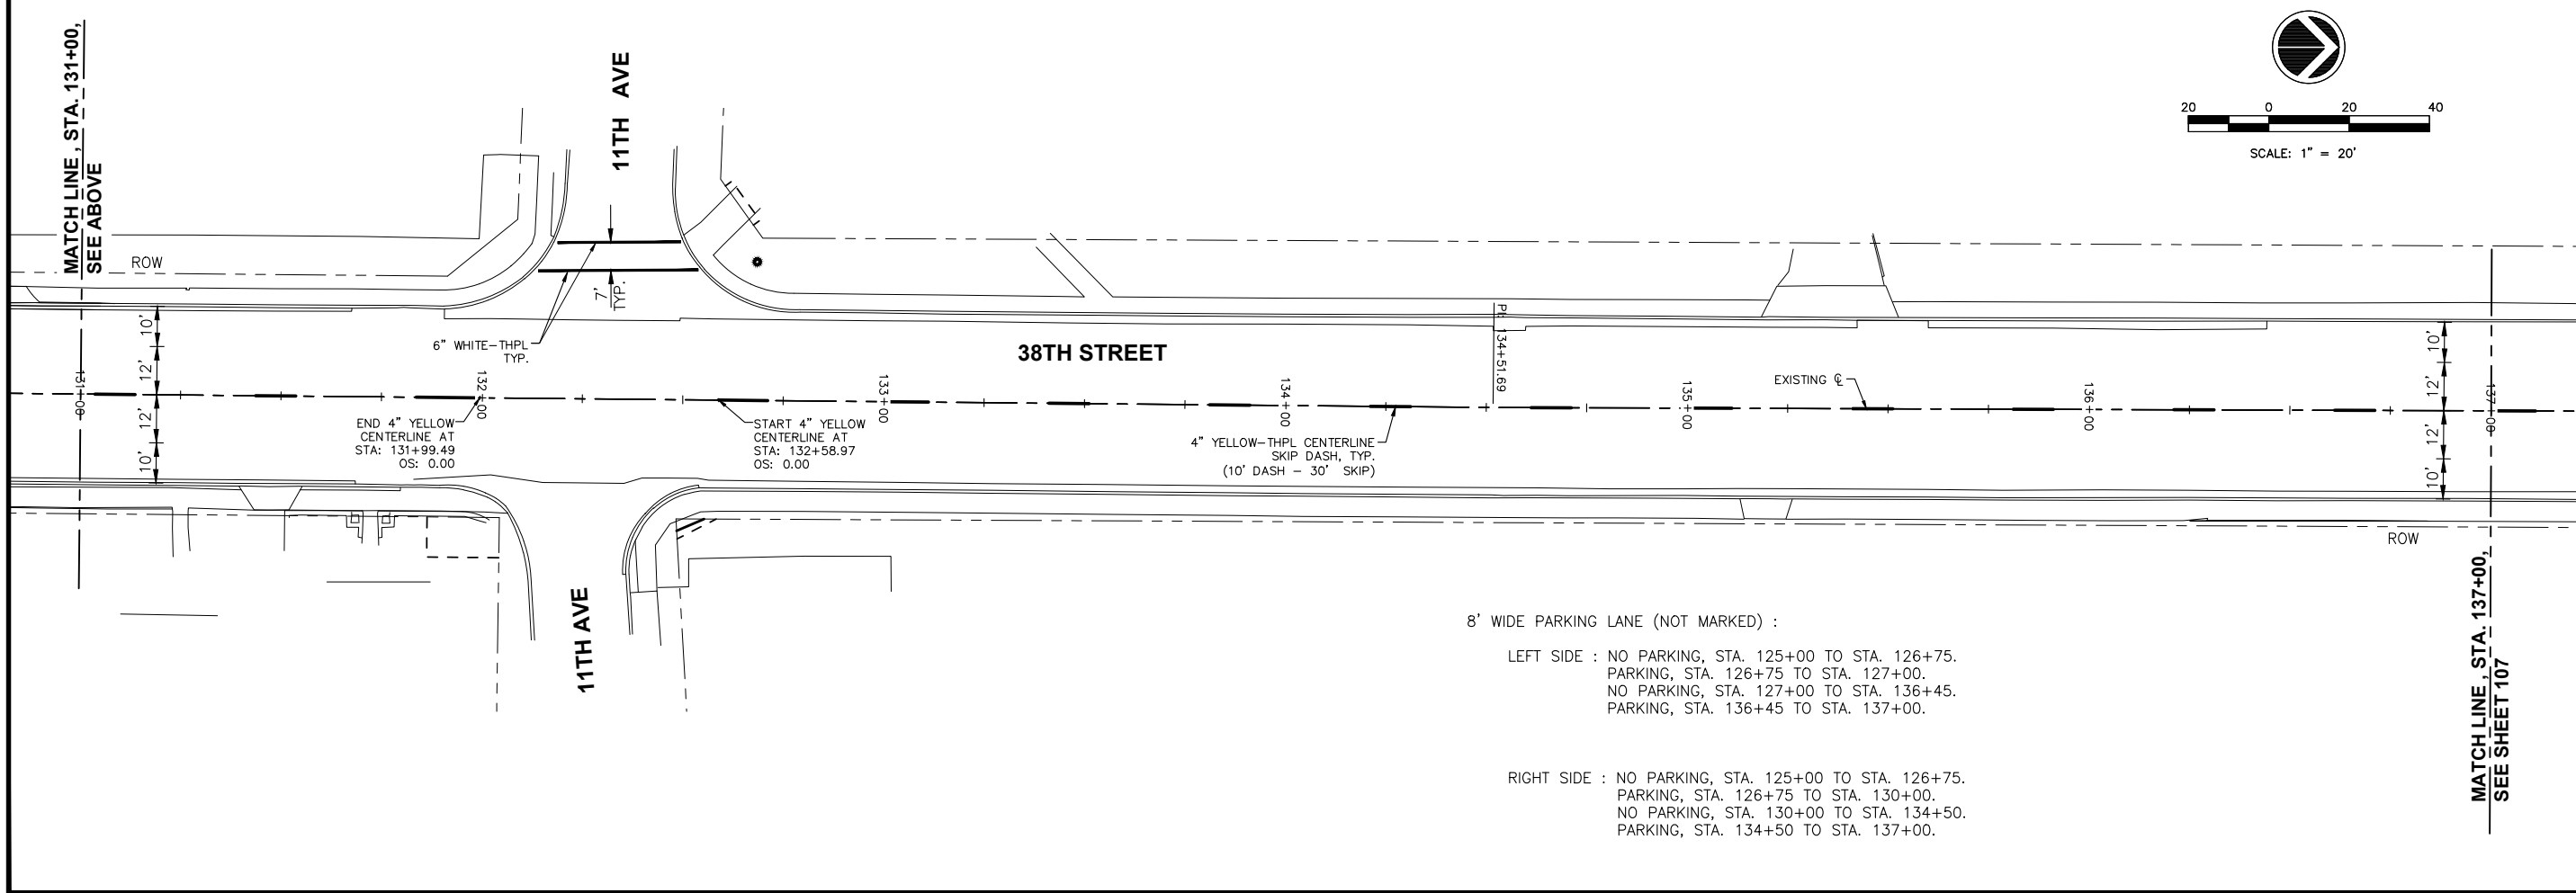 MATCH LINE , STA. 131+00,
SEE ABOVE
11TH AVE
20 0 20 40
SCALE: 1" = 20'
ROW
7'
TYP.
6" WHITE-THPL
TYP.
38TH STREET
PI: 134+51.69
10'
12'
12'
10'
131+00
132+00
133+00
134+00
135+00
136+00
137+00
EXISTING ℄
END 4" YELLOW
CENTERLINE AT
STA: 131+99.49
OS: 0.00
START 4" YELLOW
CENTERLINE AT
STA: 132+58.97
OS: 0.00
4" YELLOW-THPL CENTERLINE
SKIP DASH, TYP.
(10' DASH - 30' SKIP)
10'
12'
12'
10'
ROW
11TH AVE
MATCH LINE , STA. 137+00,
SEE SHEET 107
8' WIDE PARKING LANE (NOT MARKED) :
LEFT SIDE : NO PARKING, STA. 125+00 TO STA. 126+75.
PARKING, STA. 126+75 TO STA. 127+00.
NO PARKING, STA. 127+00 TO STA. 136+45.
PARKING, STA. 136+45 TO STA. 137+00.
RIGHT SIDE : NO PARKING, STA. 125+00 TO STA. 126+75.
PARKING, STA. 126+75 TO STA. 130+00.
NO PARKING, STA. 130+00 TO STA. 134+50.
PARKING, STA. 134+50 TO STA. 137+00.